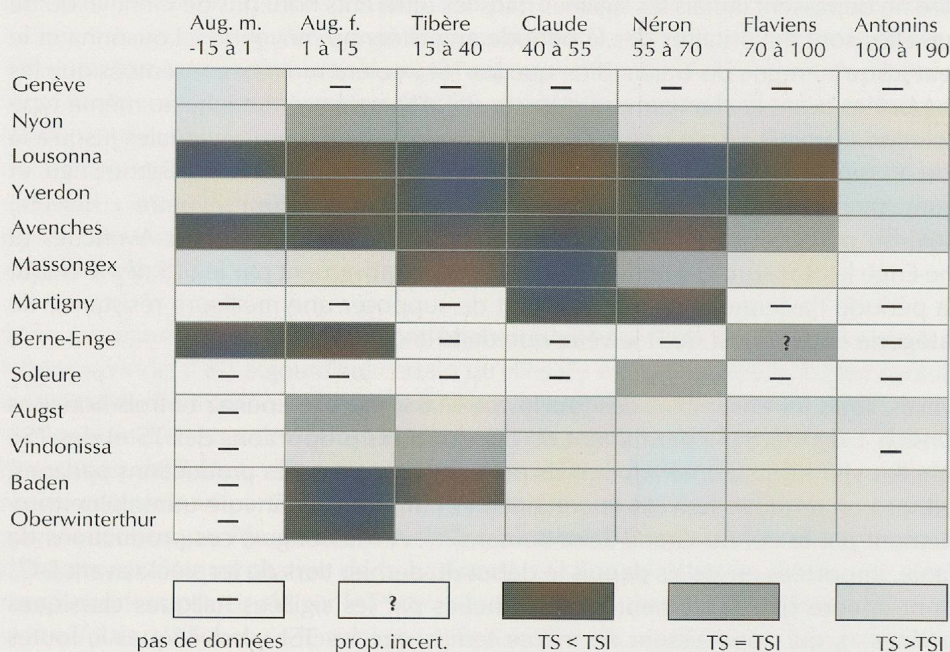 Aug. m. Aug. f. Tibère Claude Néron Flaviens Antonins
-15 à 1 1 à 15 15 à 40 40 à 55 55 à 70 70 à 100 100 à 190
Genève — — — — — —
Nyon
Lousonna
Yverdon
Avenches
Massongex
Martigny —
Berne-Enge ?
Soleure — — — — —
Augst
Vindonissa — —
Baden —
Oberwinterthur —
— ?
pas de données prop. incert. TS < TSI TS = TSI TS >TSI